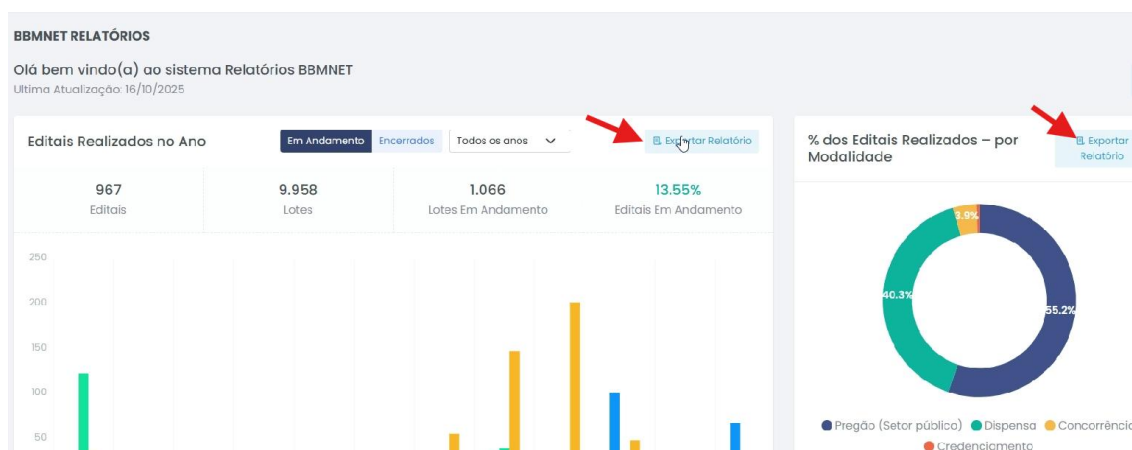 BBMNET RELATÓRIOS
Olá bem vindo(a) ao sistema Relatórios BBMNET
Ultima Atualização: 16/10/2025
Editais Realizados no Ano
Em Andamento
Encerrados
Todos os anos
Exportar Relatório
967
Editais
9.958
Lotes
1.066
Lotes Em Andamento
13.55%
Editais Em Andamento
250
200
150
100
50
% dos Editais Realizados – por
Modalidade
Exportar
Relatório
3.9%
40.3%
55.2%
Pregão (Setor público) Dispensa Concorrência
Credenciamento